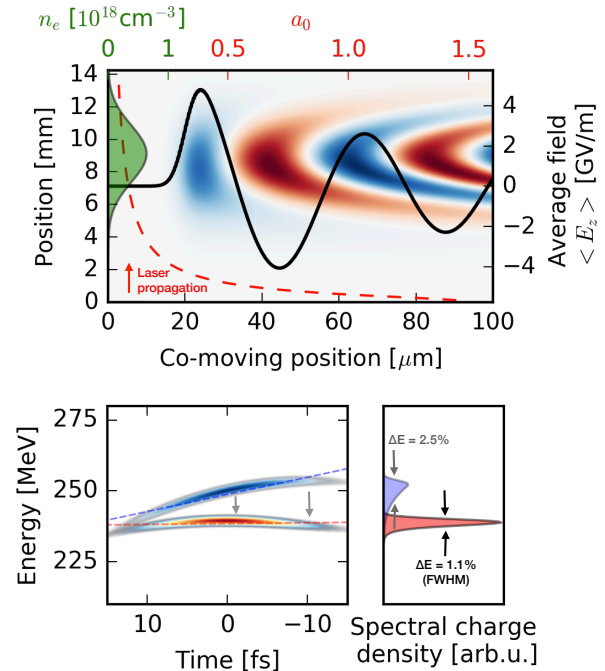 n_e [10^18 cm^−3] a_0
0 1 0.5 1.0 1.5
14
12
10
8
6
4
2
0
Position [mm]
Laser
propagation
4
2
0
−2
−4
Average field
< E_z > [GV/m]
0 20 40 60 80 100
Co-moving position [μm]
275
250
225
Energy [MeV]
10 0 −10
Time [fs]
ΔE = 2.5%
ΔE = 1.1%
(FWHM)
Spectral charge
density [arb.u.]